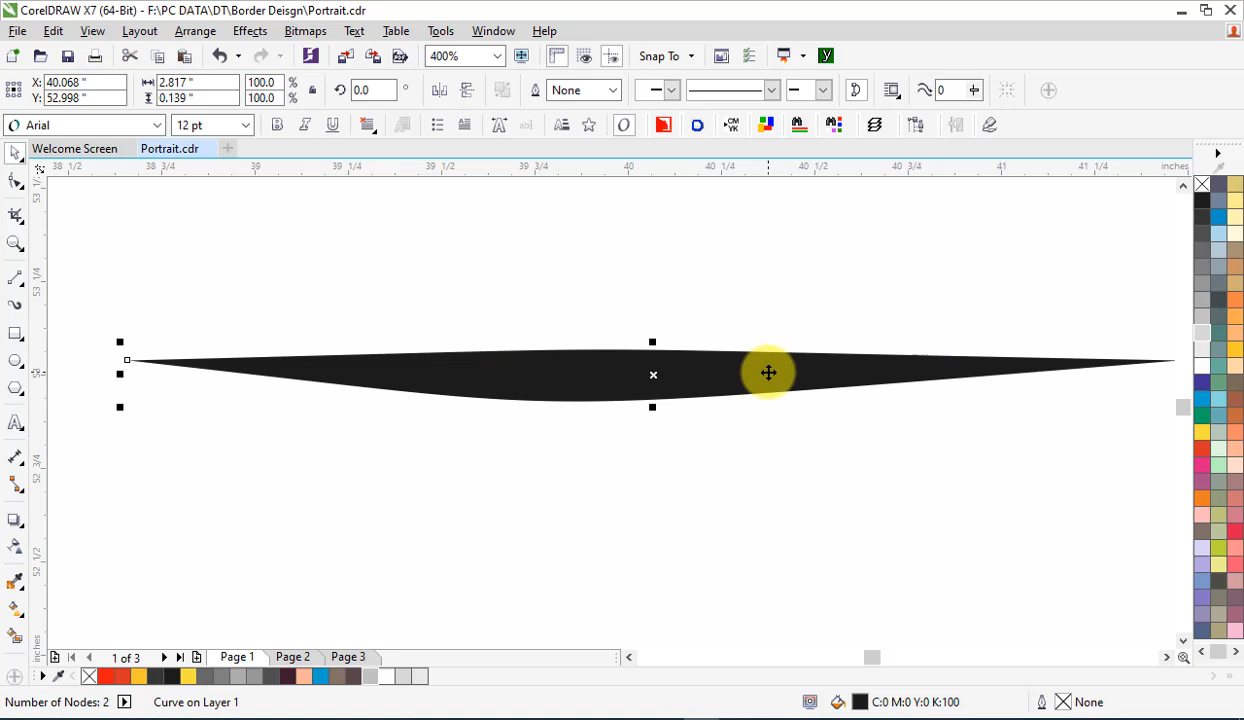 CorelDRAW X7 (64-Bit) - F:\PC DATA\DT\Border Deisgn\Portrait.cdr
File Edit View Layout Arrange Effects Bitmaps Text Table Tools Window Help
400% Snap To
X: 40.068 " 2.817 " 100.0 % 0.0 ° None 0
Y: 52.998 " 0.139 " 100.0 %
Arial 12 pt
Welcome Screen Portrait.cdr
38 1/2 38 3/4 39 39 1/4 39 1/2 39 3/4 40 40 1/4 40 1/2 40 3/4 41 41 1/4 inches
53 1/4
52 3/4
52 1/2
inches
1 of 3 Page 1 Page 2 Page 3
Number of Nodes: 2 Curve on Layer 1 C:0 M:0 Y:0 K:100 None